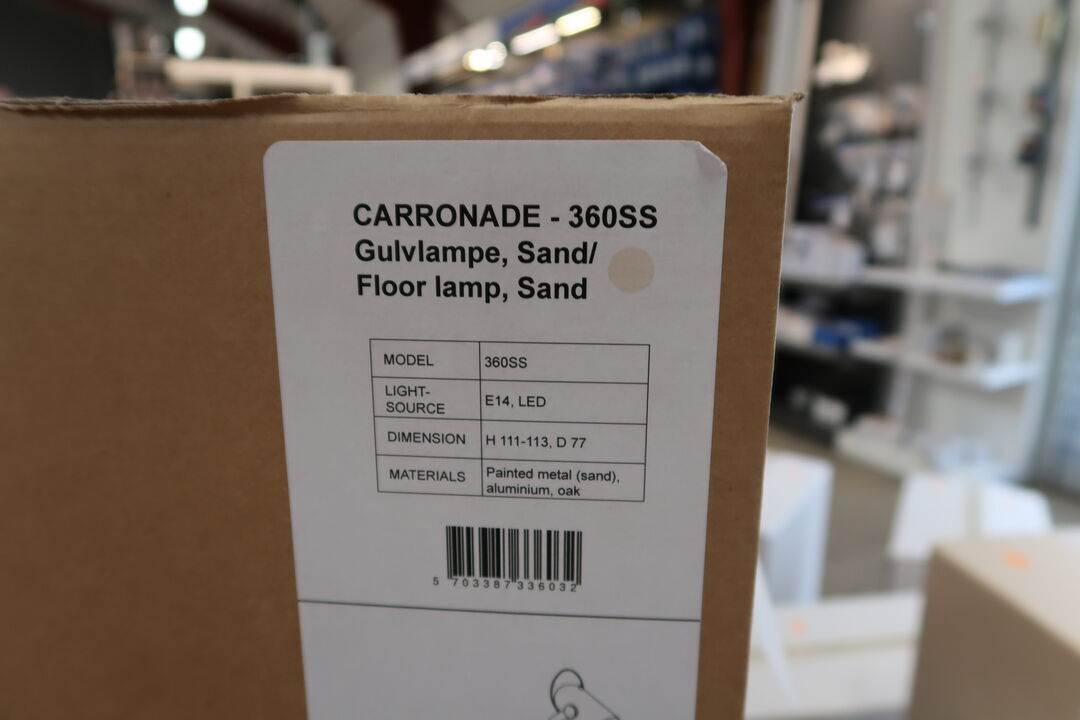 CARRONADE - 360SS
Gulvlampe, Sand/
Floor lamp, Sand
MODEL 360SS
LIGHT-
SOURCE E14, LED
DIMENSION H 111-113, D 77
MATERIALS Painted metal (sand),
aluminium, oak
5 703387 336032